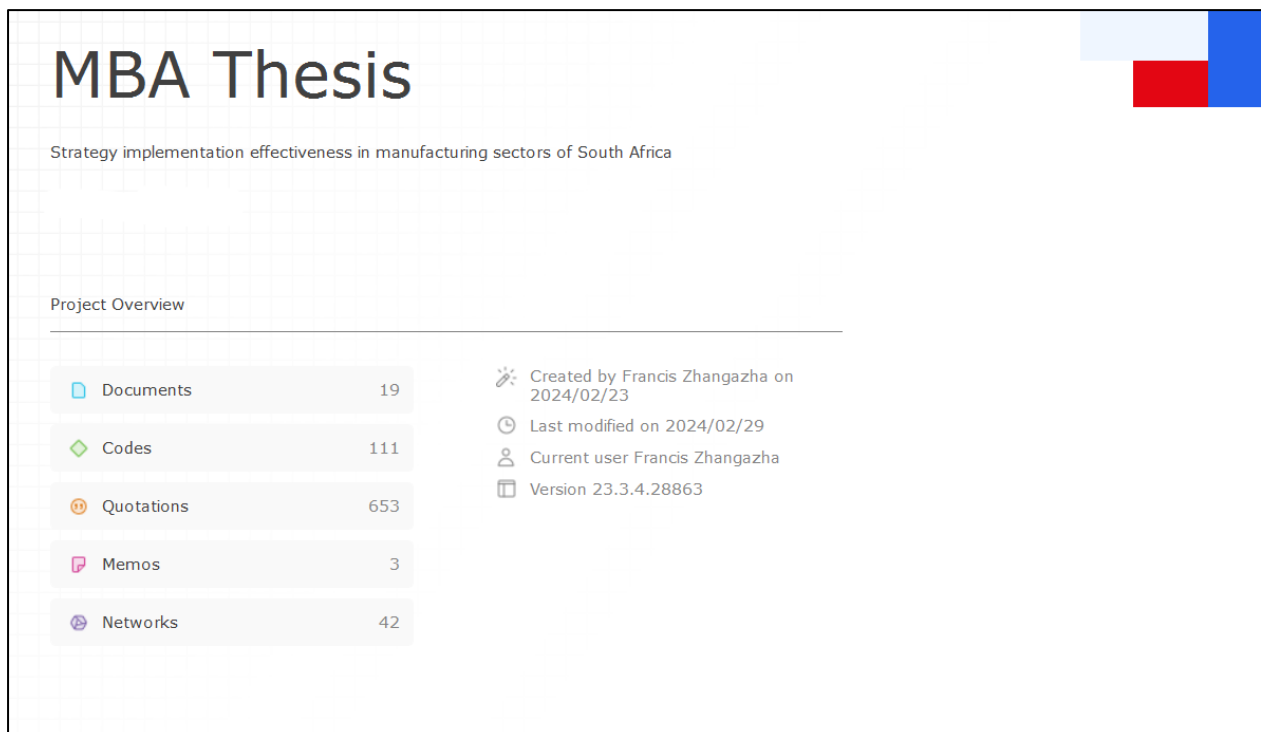 MBA Thesis
Strategy implementation effectiveness in manufacturing sectors of South Africa
Project Overview
Documents 19
Codes 111
Quotations 653
Memos 3
Networks 42
Created by Francis Zhangazha on
2024/02/23
Last modified on 2024/02/29
Current user Francis Zhangazha
Version 23.3.4.28863